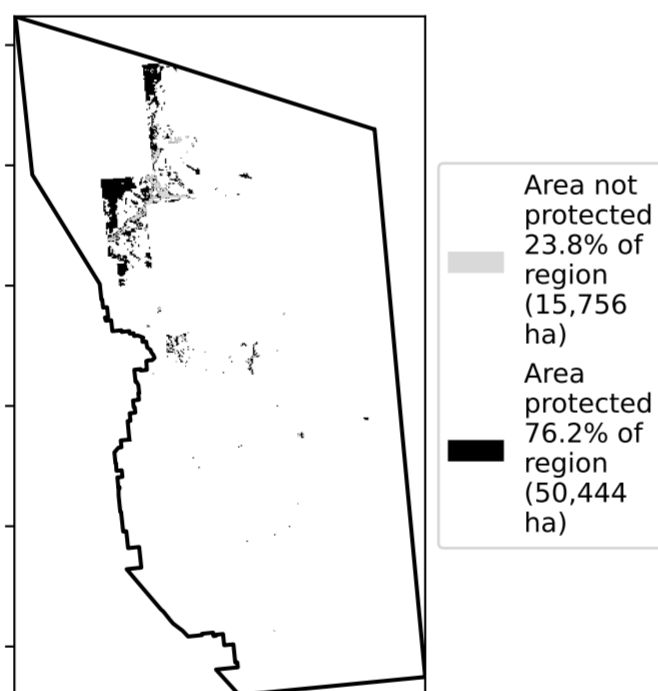 Area not
protected
23.8% of
region
(15,756
ha)
Area
protected
76.2% of
region
(50,444
ha)